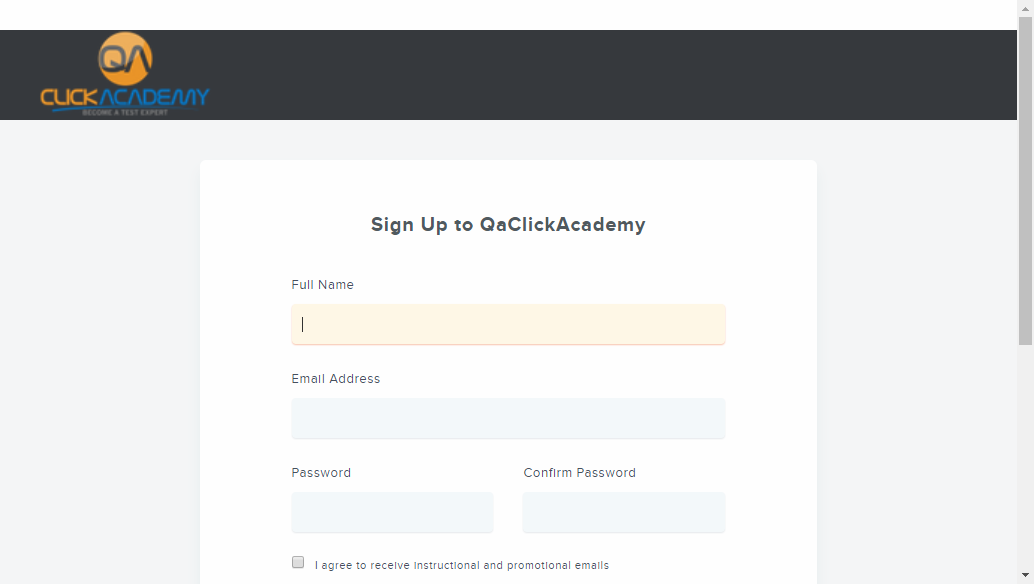 QA
CLICKACADEMY
BECOME A TEST EXPERT
Sign Up to QaClickAcademy
Full Name
Email Address
Password Confirm Password
I agree to receive instructional and promotional emails